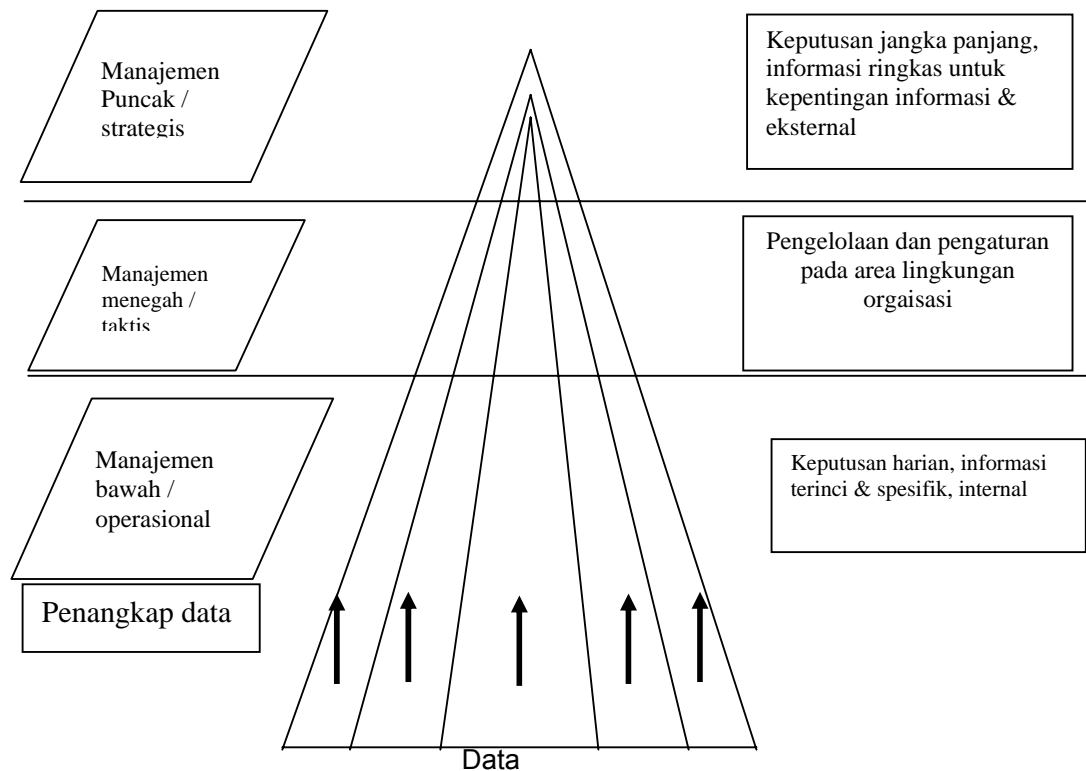 Manajemen
Puncak /
strategis
Keputusan jangka panjang,
informasi ringkas untuk
kepentingan informasi &
eksternal
Manajemen
menegah /
taktis
Pengelolaan dan pengaturan
pada area lingkungan
orgaisasi
Manajemen
bawah /
operasional
Keputusan harian, informasi
terinci & spesifik, internal
Penangkap data
Data